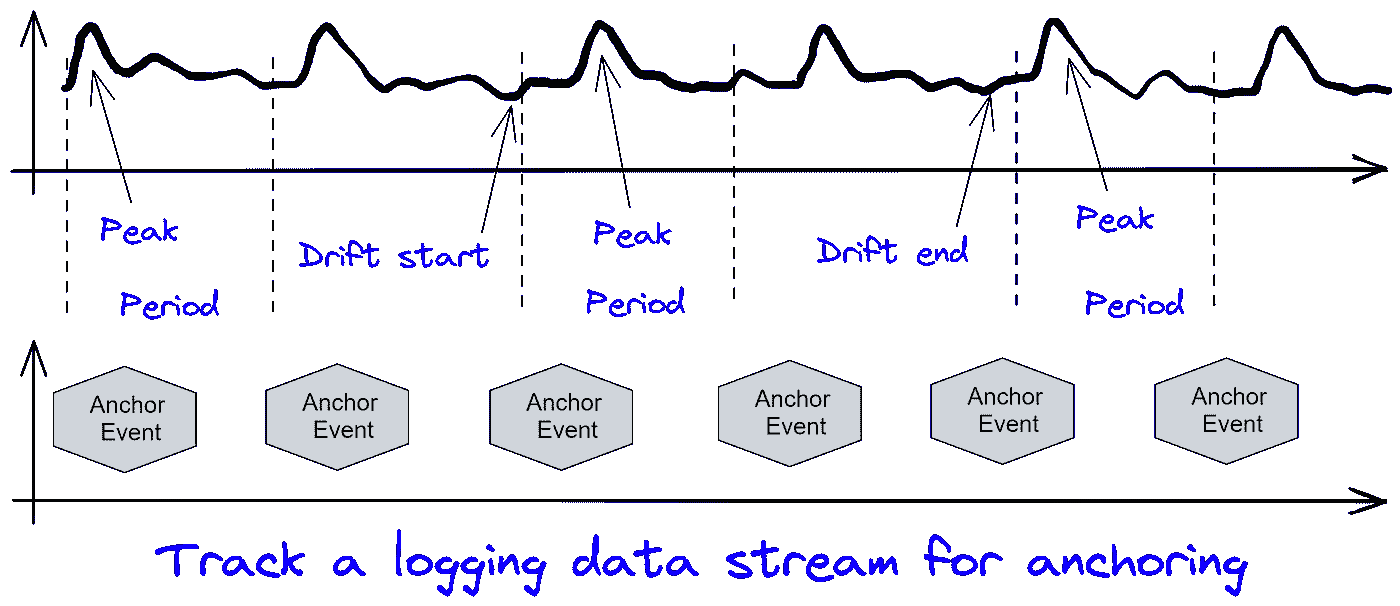 Peak
Peak
Peak
Drift start
Drift end
Period
Period
Period
Anchor
Event
Anchor
Event
Anchor
Event
Anchor
Event
Anchor
Event
Anchor
Event
Track a logging data stream for anchoring